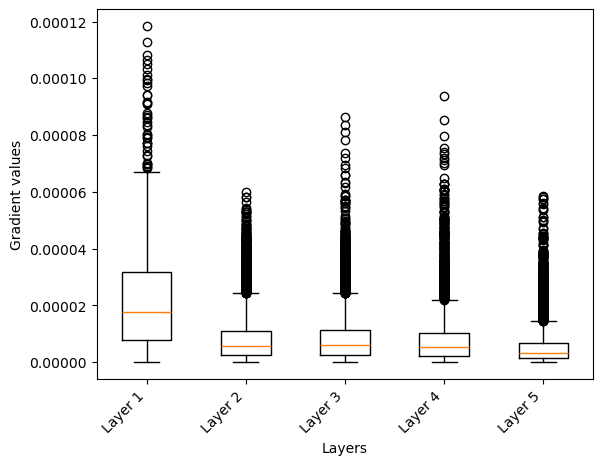 0.00012
0.00010
0.00008
0.00006
0.00004
0.00002
0.00000
Gradient values
Layer 1
Layer 2
Layer 3
Layer 4
Layer 5
Layers